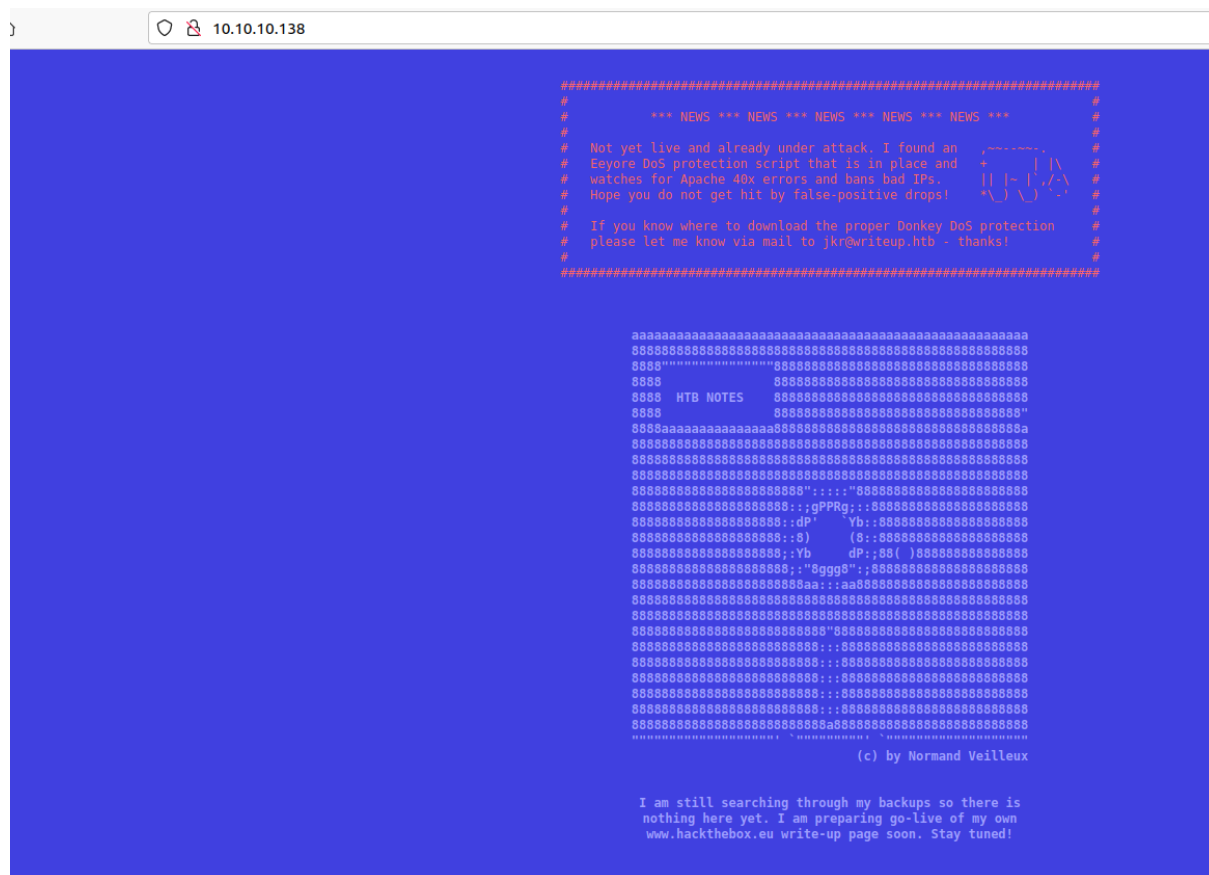 10.10.10.138
########################################################################
#                                                                      #
#           *** NEWS *** NEWS *** NEWS *** NEWS *** NEWS ***           #
#                                                                      #
#   Not yet live and already under attack. I found an   ,~~--~~-.      #
#   Eeyore DoS protection script that is in place and   +      | |\    #
#   watches for Apache 40x errors and bans bad IPs.     || |~ |`,/-\   #
#   Hope you do not get hit by false-positive drops!    *\_) \_) `-'   #
#                                                                      #
#   If you know where to download the proper Donkey DoS protection     #
#   please let me know via mail to jkr@writeup.htb - thanks!           #
#                                                                      #
########################################################################
HTB NOTES
(c) by Normand Veilleux
I am still searching through my backups so there is
nothing here yet. I am preparing go-live of my own
www.hackthebox.eu write-up page soon. Stay tuned!